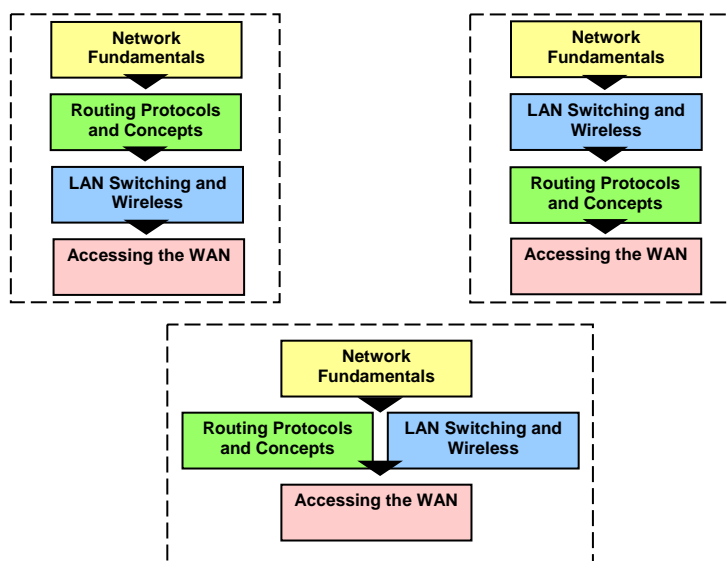 Network
Fundamentals
Routing Protocols
and Concepts
LAN Switching and
Wireless
Accessing the WAN
Network
Fundamentals
LAN Switching and
Wireless
Routing Protocols
and Concepts
Accessing the WAN
Network
Fundamentals
Routing Protocols
and Concepts
LAN Switching and
Wireless
Accessing the WAN